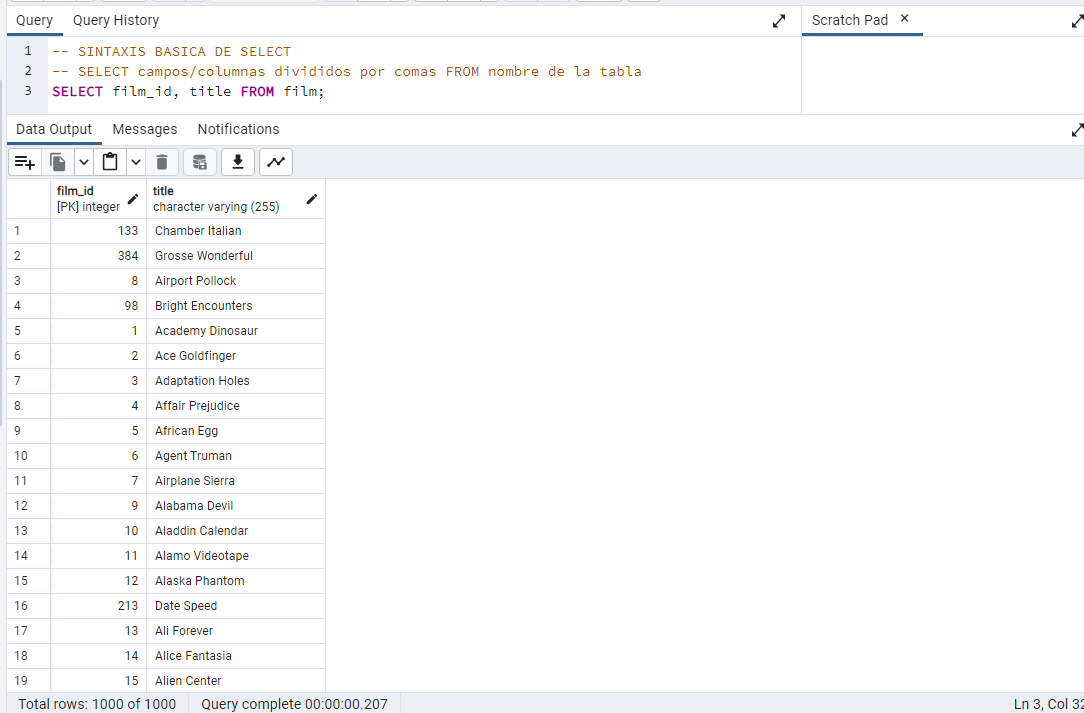 Query Query History Scratch Pad ×
1 -- SINTAXIS BASICA DE SELECT
2 -- SELECT campos/columnas divididos por comas FROM nombre de la tabla
3 SELECT film_id, title FROM film;
Data Output Messages Notifications
film_id title
[PK] integer character varying (255)
1 133 Chamber Italian
2 384 Grosse Wonderful
3 8 Airport Pollock
4 98 Bright Encounters
5 1 Academy Dinosaur
6 2 Ace Goldfinger
7 3 Adaptation Holes
8 4 Affair Prejudice
9 5 African Egg
10 6 Agent Truman
11 7 Airplane Sierra
12 9 Alabama Devil
13 10 Aladdin Calendar
14 11 Alamo Videotape
15 12 Alaska Phantom
16 213 Date Speed
17 13 Ali Forever
18 14 Alice Fantasia
19 15 Alien Center
Total rows: 1000 of 1000 Query complete 00:00:00.207 Ln 3, Col 32